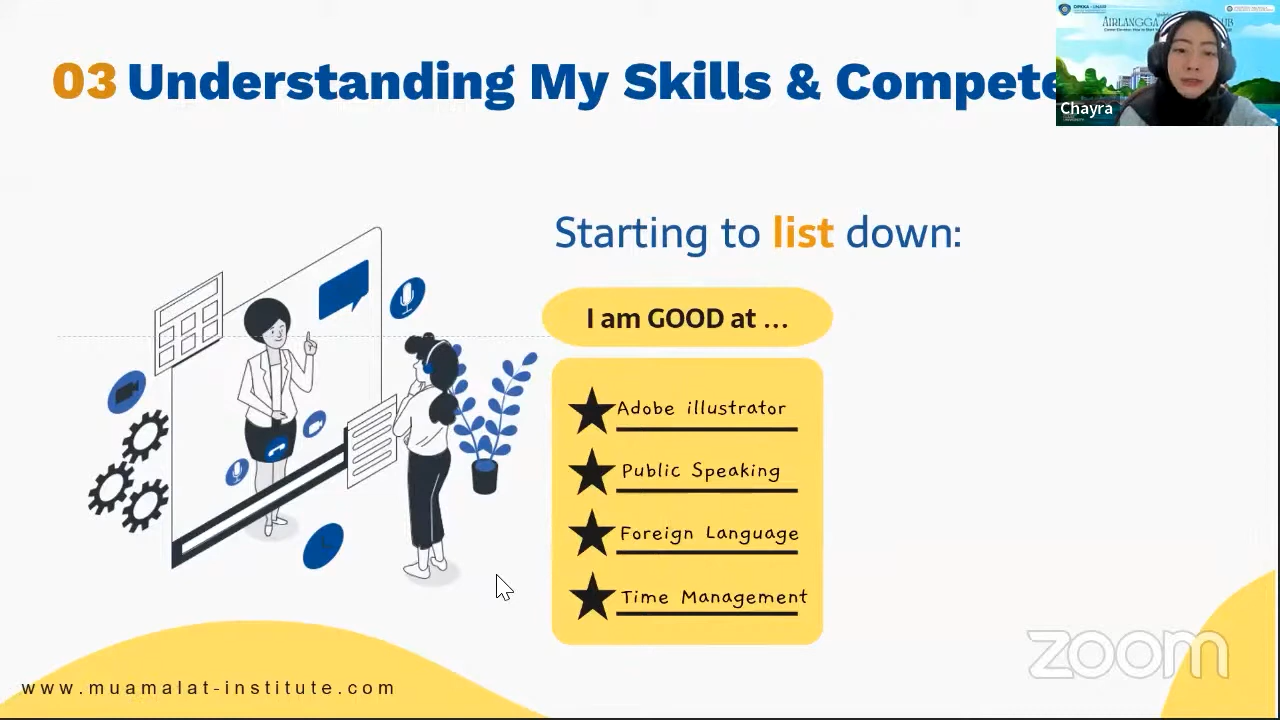 03 Understanding My Skills & Compete
AIRLANGGA
Chayra
Starting to list down:
I am GOOD at ...
Adobe illustrator
Public Speaking
Foreign Language
Time Management
zoom
www.muamalat-institute.com